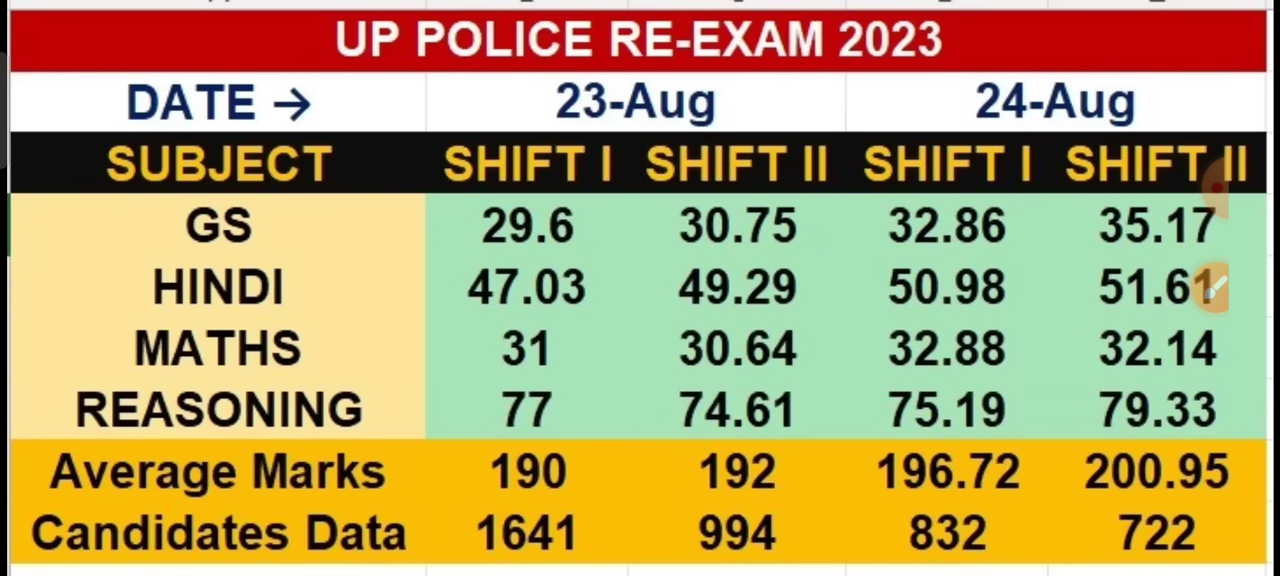 UP POLICE RE-EXAM 2023
DATE → 23-Aug 24-Aug
SUBJECT SHIFT I SHIFT II SHIFT I SHIFT II
GS 29.6 30.75 32.86 35.17
HINDI 47.03 49.29 50.98 51.61
MATHS 31 30.64 32.88 32.14
REASONING 77 74.61 75.19 79.33
Average Marks 190 192 196.72 200.95
Candidates Data 1641 994 832 722